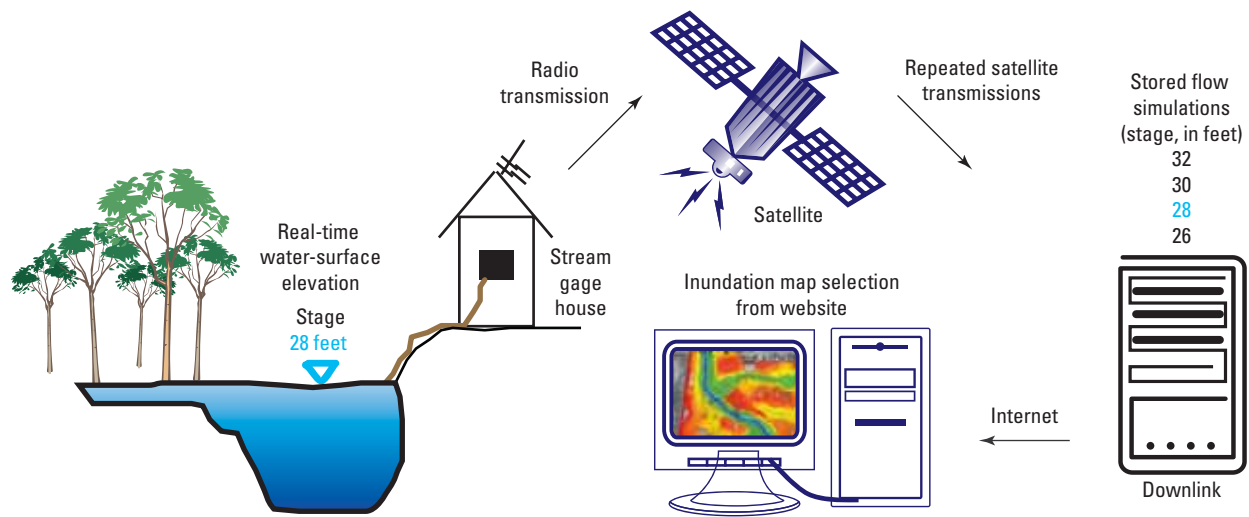 Real-time
water-surface
elevation
Stage
28 feet
Stream
gage
house
Radio
transmission
Satellite
Repeated satellite
transmissions
Stored flow
simulations
(stage, in feet)
32
30
28
26
Downlink
Internet
Inundation map selection
from website